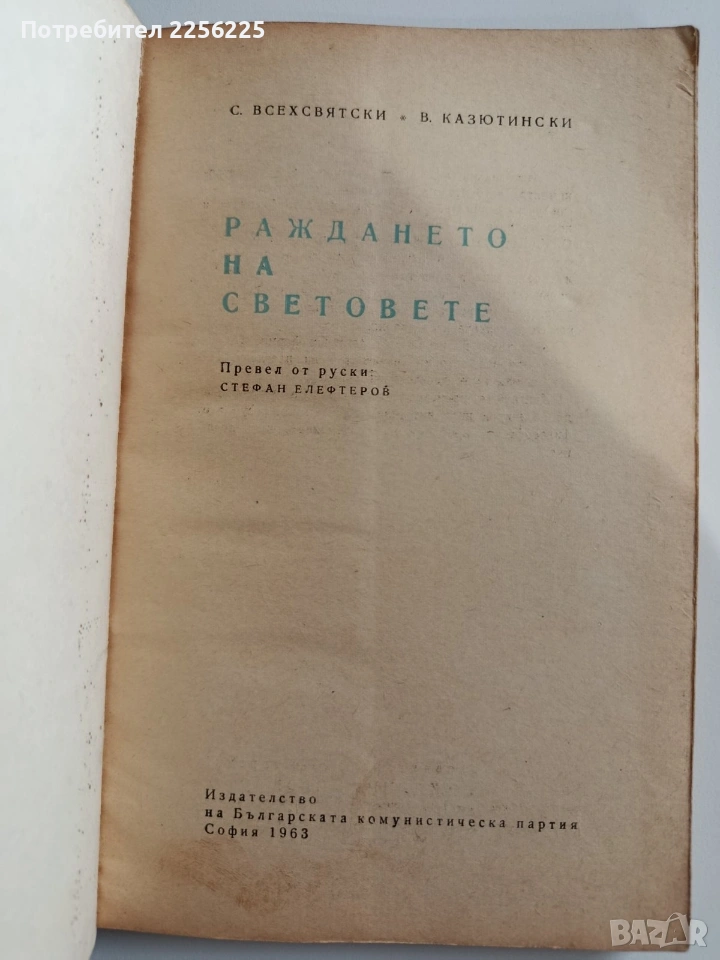 Потребител 2256225
С. ВСЕХСВЯТСКИ • В. КАЗЮТИНСКИ
РАЖДАНЕТО
НА
СВЕТОВЕТЕ
Превел от руски:
СТЕФАН ЕЛЕФТЕРОВ
Издателство
на Българската комунистическа партия
София 1963
BAZAR